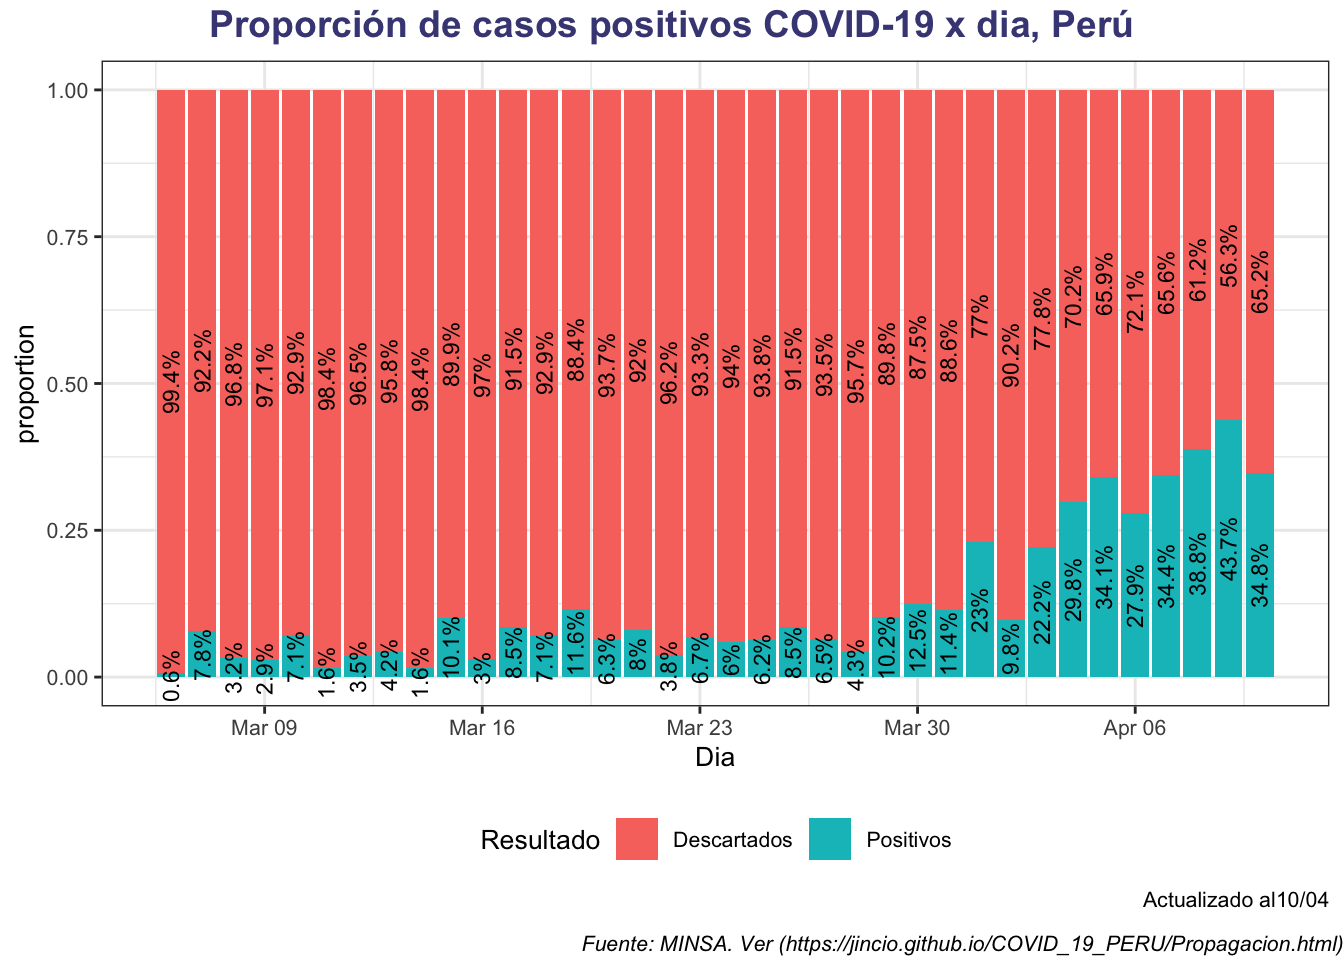 Proporción de casos positivos COVID-19 x dia, Perú
proportion
1.00
0.75
0.50
0.25
0.00
99.4% 92.2% 96.8% 97.1% 92.9% 98.4% 96.5% 95.8% 98.4% 89.9% 97% 91.5% 92.9% 88.4% 93.7% 92% 96.2% 93.3% 94% 93.8% 91.5% 93.5% 95.7% 89.8% 87.5% 88.6% 77% 90.2% 77.8% 70.2% 65.9% 72.1% 65.6% 61.2% 56.3% 65.2%
0.6% 7.8% 3.2% 2.9% 7.1% 1.6% 3.5% 4.2% 1.6% 10.1% 3% 8.5% 7.1% 11.6% 6.3% 8% 3.8% 6.7% 6% 6.2% 8.5% 6.5% 4.3% 10.2% 12.5% 11.4% 23% 9.8% 22.2% 29.8% 34.1% 27.9% 34.4% 38.8% 43.7% 34.8%
Mar 09 Mar 16 Mar 23 Mar 30 Apr 06
Dia
Resultado Descartados Positivos
Actualizado al10/04
Fuente: MINSA. Ver (https://jincio.github.io/COVID_19_PERU/Propagacion.html)